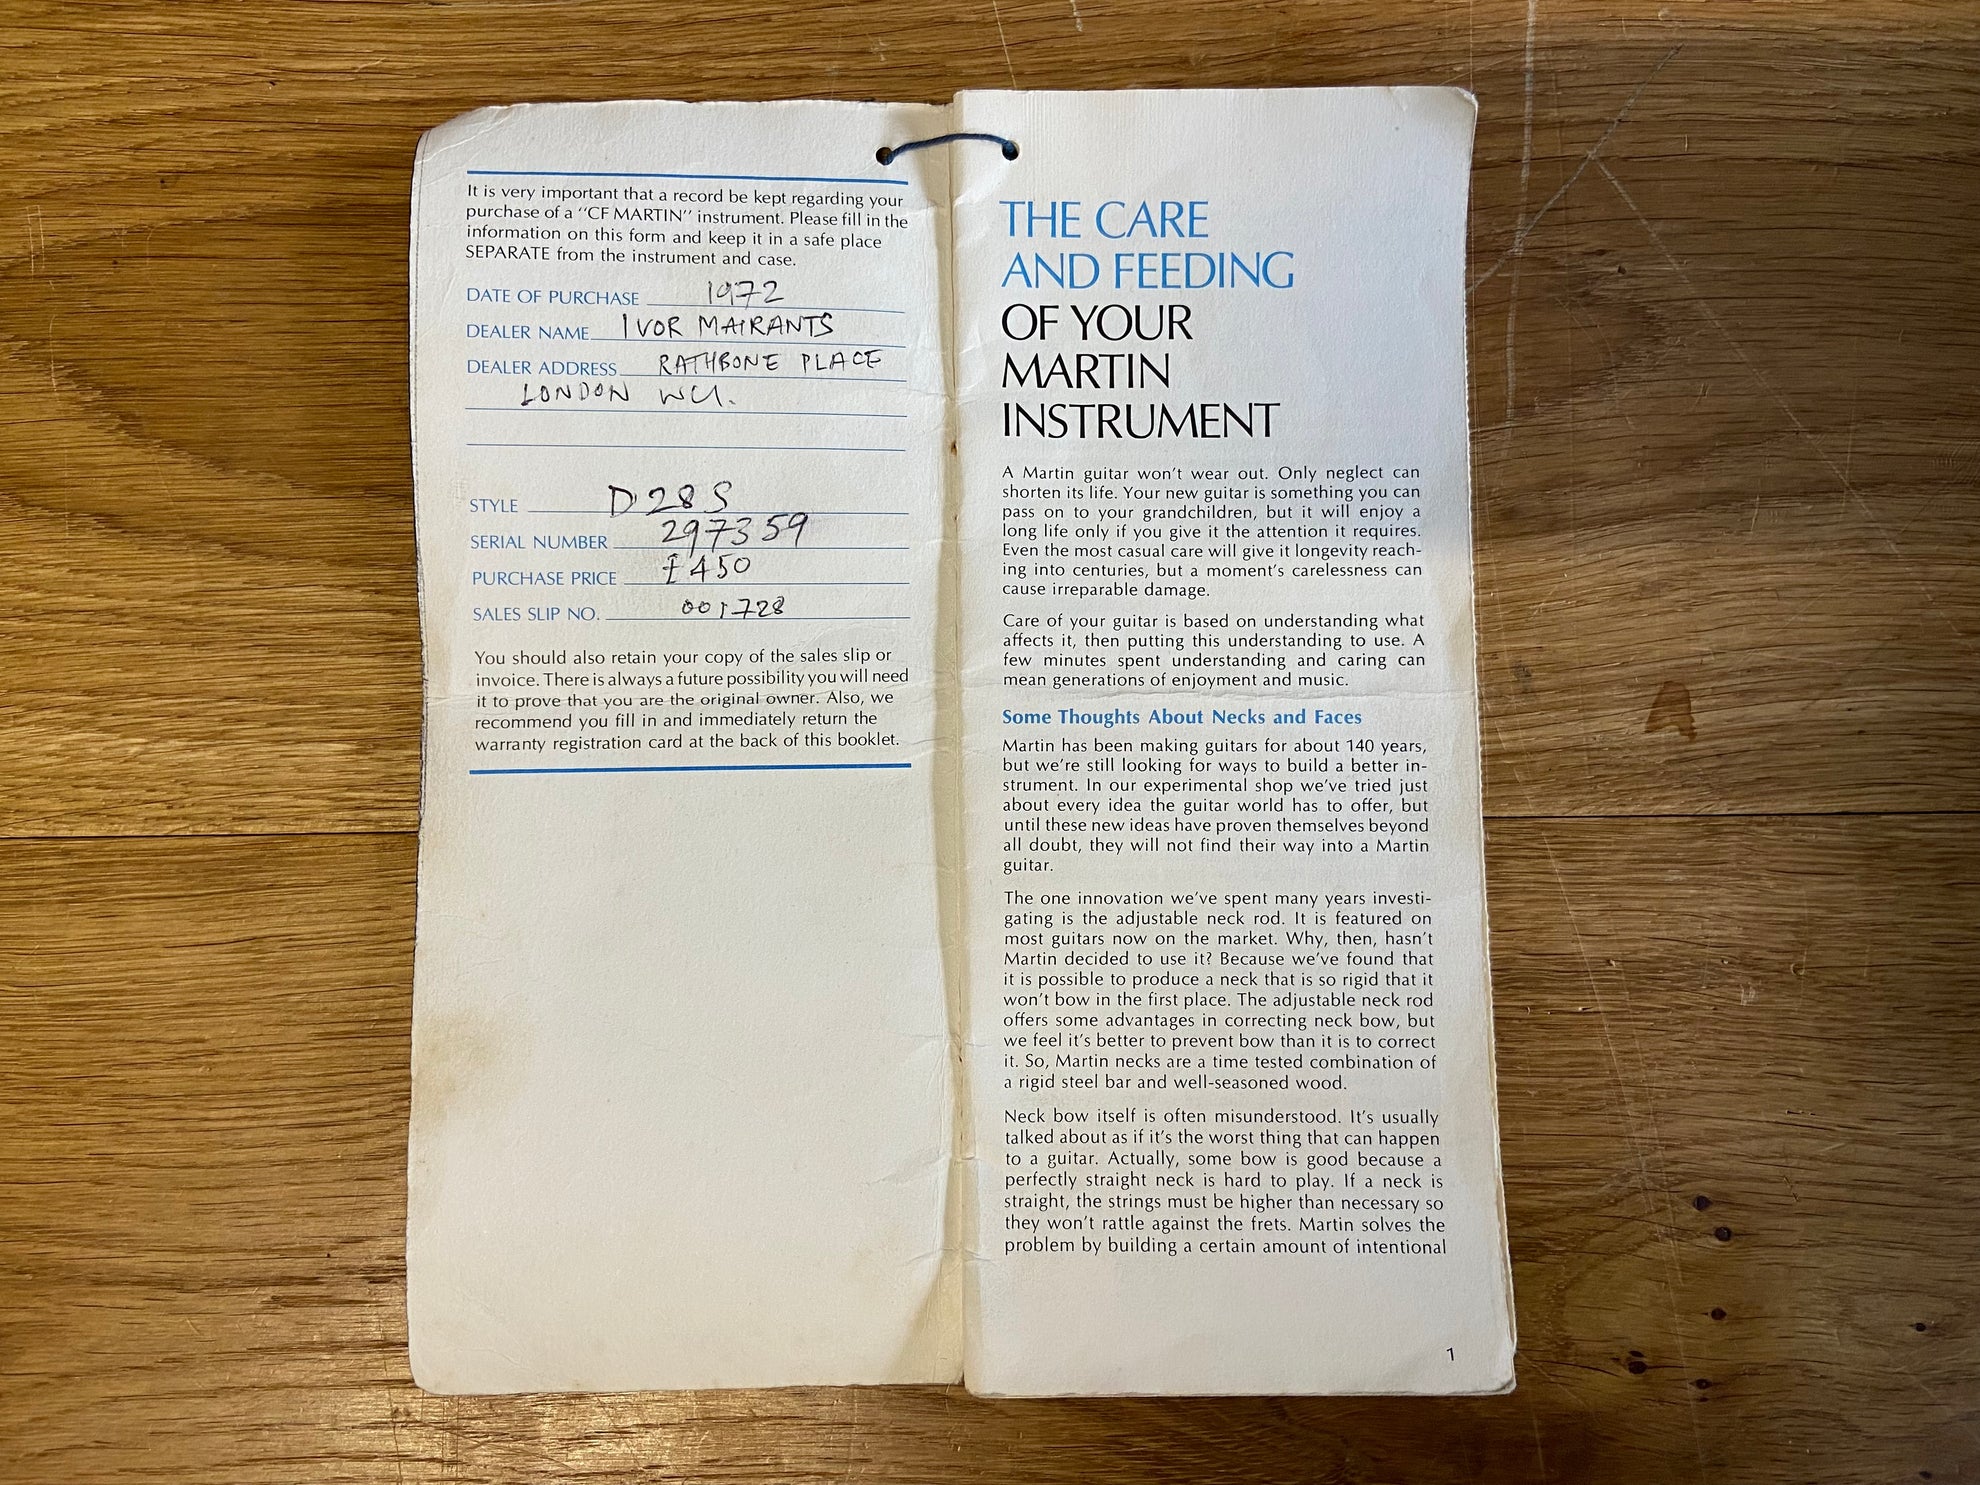 It is very important that a record be kept regarding your
purchase of a "CF MARTIN" instrument. Please fill in the
information on this form and keep it in a safe place
SEPARATE from the instrument and case.
DATE OF PURCHASE 1972
DEALER NAME IVOR MAIRANTS
DEALER ADDRESS RATHBONE PLACE
LONDON WC1.
STYLE D28S
SERIAL NUMBER 297359
PURCHASE PRICE £450
SALES SLIP NO. 001728
You should also retain your copy of the sales slip or
invoice. There is always a future possibility you will need
it to prove that you are the original owner. Also, we
recommend you fill in and immediately return the
warranty registration card at the back of this booklet.
THE CARE
AND FEEDING
OF YOUR
MARTIN
INSTRUMENT
A Martin guitar won't wear out. Only neglect can
shorten its life. Your new guitar is something you can
pass on to your grandchildren, but it will enjoy a
long life only if you give it the attention it requires.
Even the most casual care will give it longevity reach-
ing into centuries, but a moment's carelessness can
cause irreparable damage.
Care of your guitar is based on understanding what
affects it, then putting this understanding to use. A
few minutes spent understanding and caring can
mean generations of enjoyment and music.
Some Thoughts About Necks and Faces
Martin has been making guitars for about 140 years,
but we're still looking for ways to build a better in-
strument. In our experimental shop we've tried just
about every idea the guitar world has to offer, but
until these new ideas have proven themselves beyond
all doubt, they will not find their way into a Martin
guitar.
The one innovation we've spent many years investi-
gating is the adjustable neck rod. It is featured on
most guitars now on the market. Why, then, hasn't
Martin decided to use it? Because we've found that
it is possible to produce a neck that is so rigid that it
won't bow in the first place. The adjustable neck rod
offers some advantages in correcting neck bow, but
we feel it's better to prevent bow than it is to correct
it. So, Martin necks are a time tested combination of
a rigid steel bar and well-seasoned wood.
Neck bow itself is often misunderstood. It's usually
talked about as if it's the worst thing that can happen
to a guitar. Actually, some bow is good because a
perfectly straight neck is hard to play. If a neck is
straight, the strings must be higher than necessary so
they won't rattle against the frets. Martin solves the
problem by building a certain amount of intentional
1